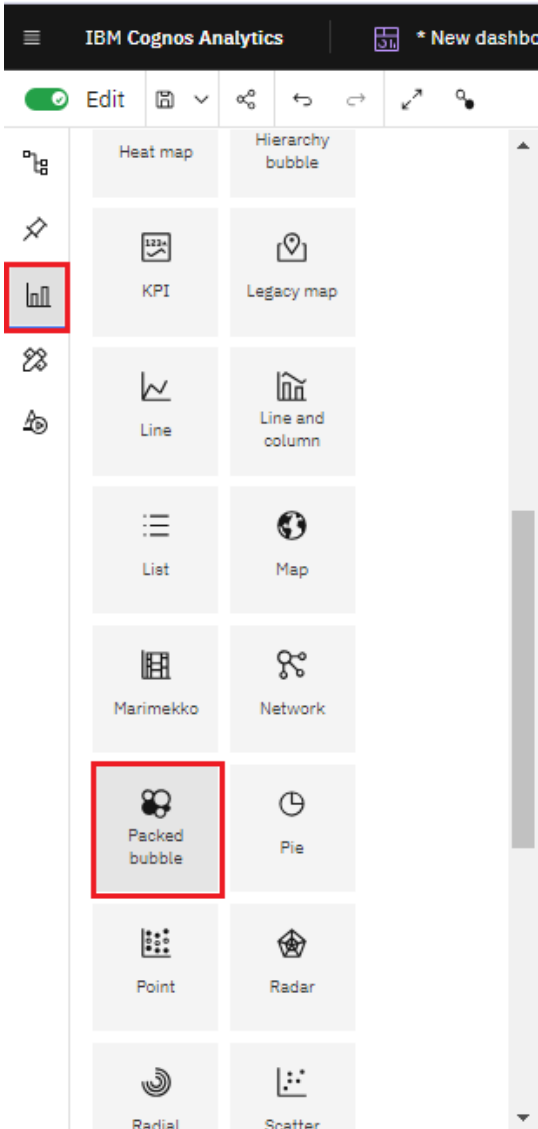 IBM Cognos Analytics
* New dashbo
Edit
Heat map
Hierarchy
bubble
KPI
Legacy map
Line
Line and
column
List
Map
Marimekko
Network
Packed
bubble
Pie
Point
Radar
Radial
Scatter